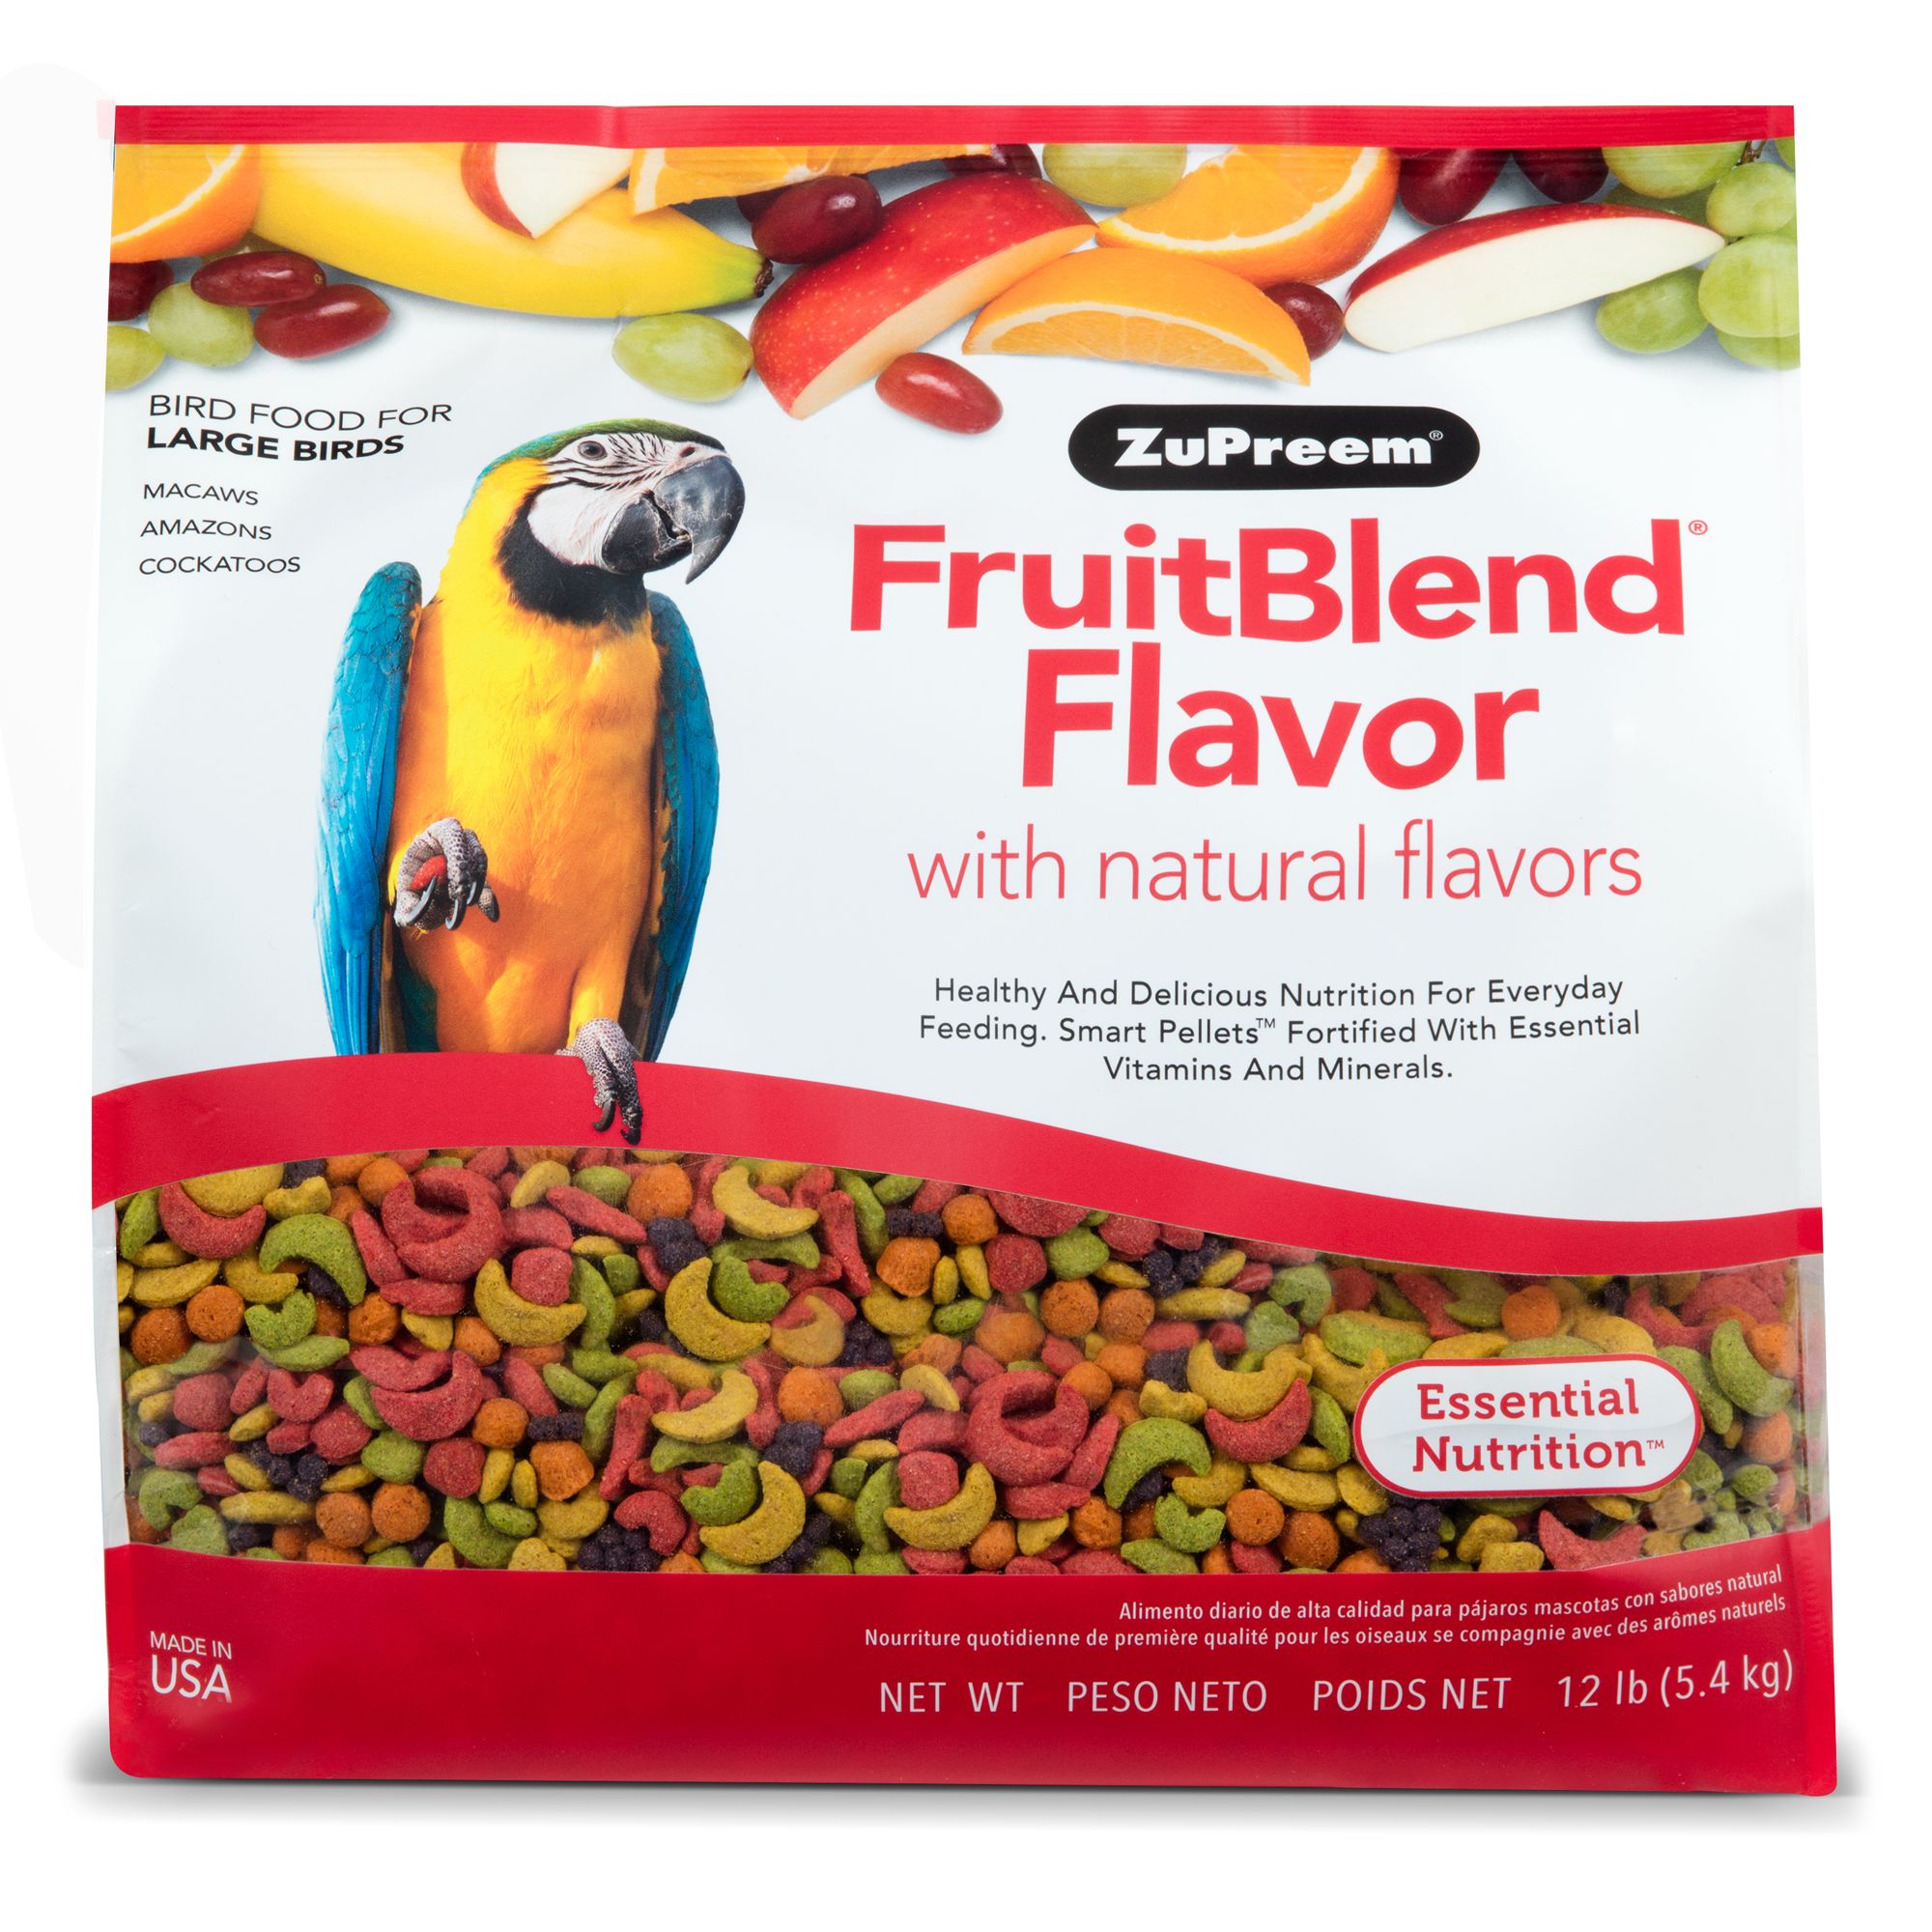 BIRD FOOD FOR
LARGE BIRDS
MACAWS
AMAZONS
COCKATOOS
ZuPreem®
FruitBlend®
Flavor
with natural flavors
Healthy And Delicious Nutrition For Everyday
Feeding. Smart Pellets™ Fortified With Essential
Vitamins And Minerals.
Essential
Nutrition™
Alimento diario de alta calidad para pájaros mascotas con sabores natural
Nourriture quotidienne de première qualité pour les oiseaux se compagnie avec des arômes naturels
MADE IN
USA
NET WT PESO NETO POIDS NET 12 lb (5.4 kg)